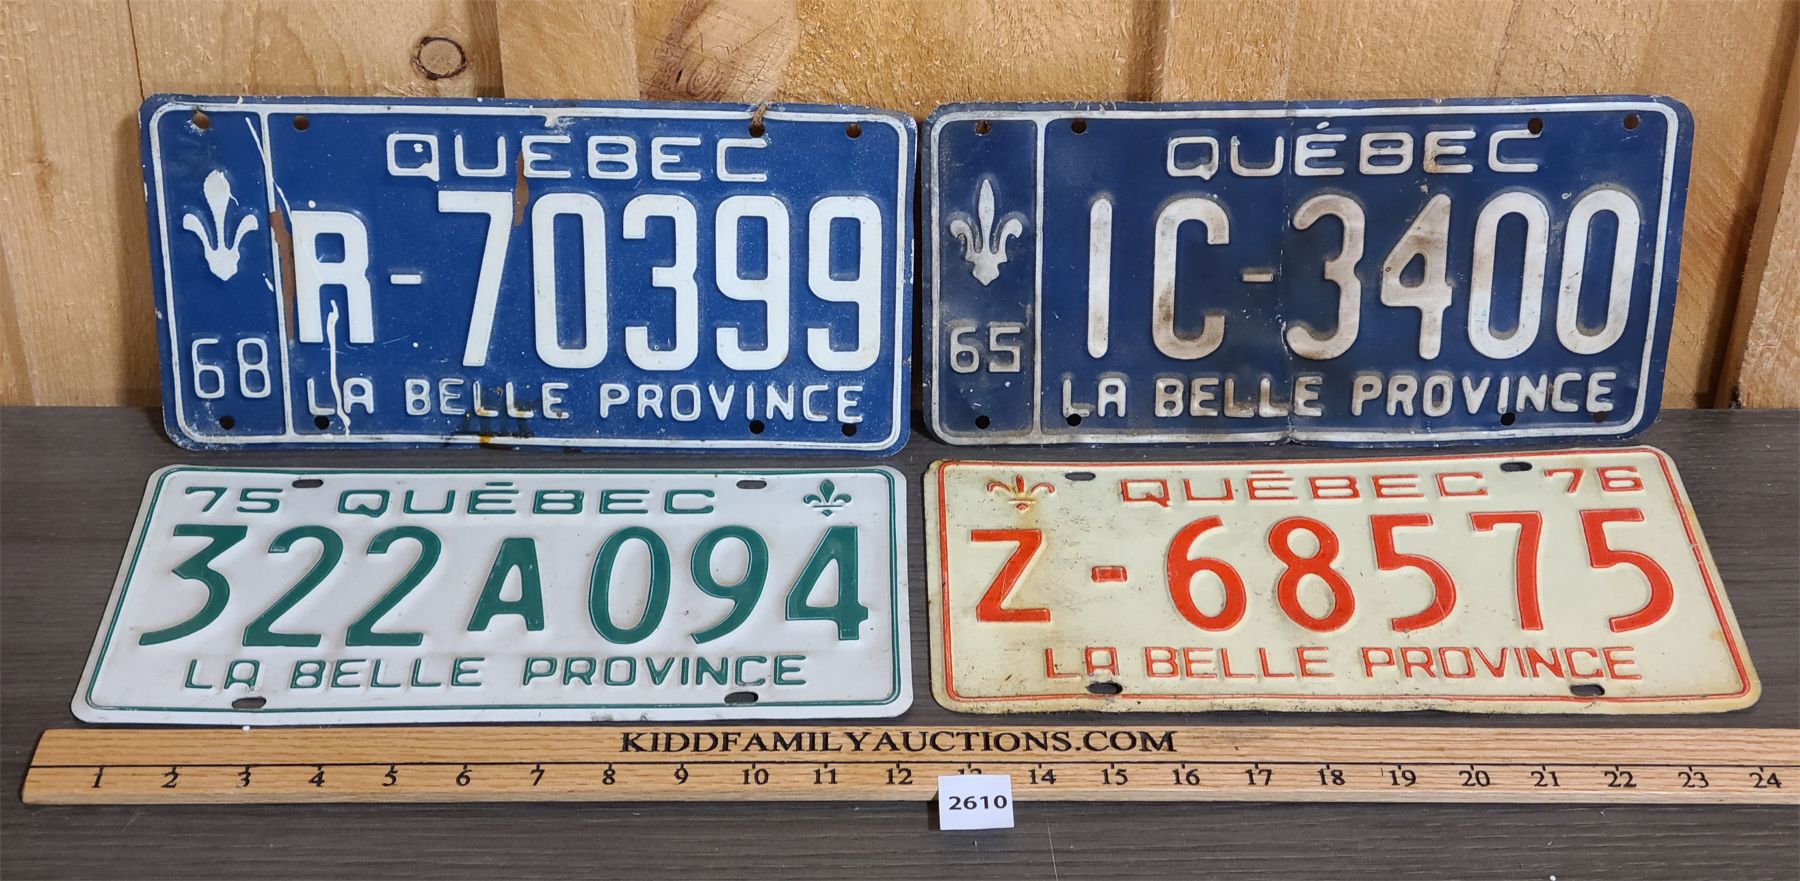 QUÉBEC
R-70399
68
LA BELLE PROVINCE
QUÉBEC
1C-3400
65
LA BELLE PROVINCE
75 QUÉBEC
322A094
LA BELLE PROVINCE
QUÉBEC 76
Z-68575
LA BELLE PROVINCE
KIDDFAMILYAUCTIONS.COM
1 2 3 4 5 6 7 8 9 10 11 12 13 14 15 16 17 18 19 20 21 22 23 24
2610